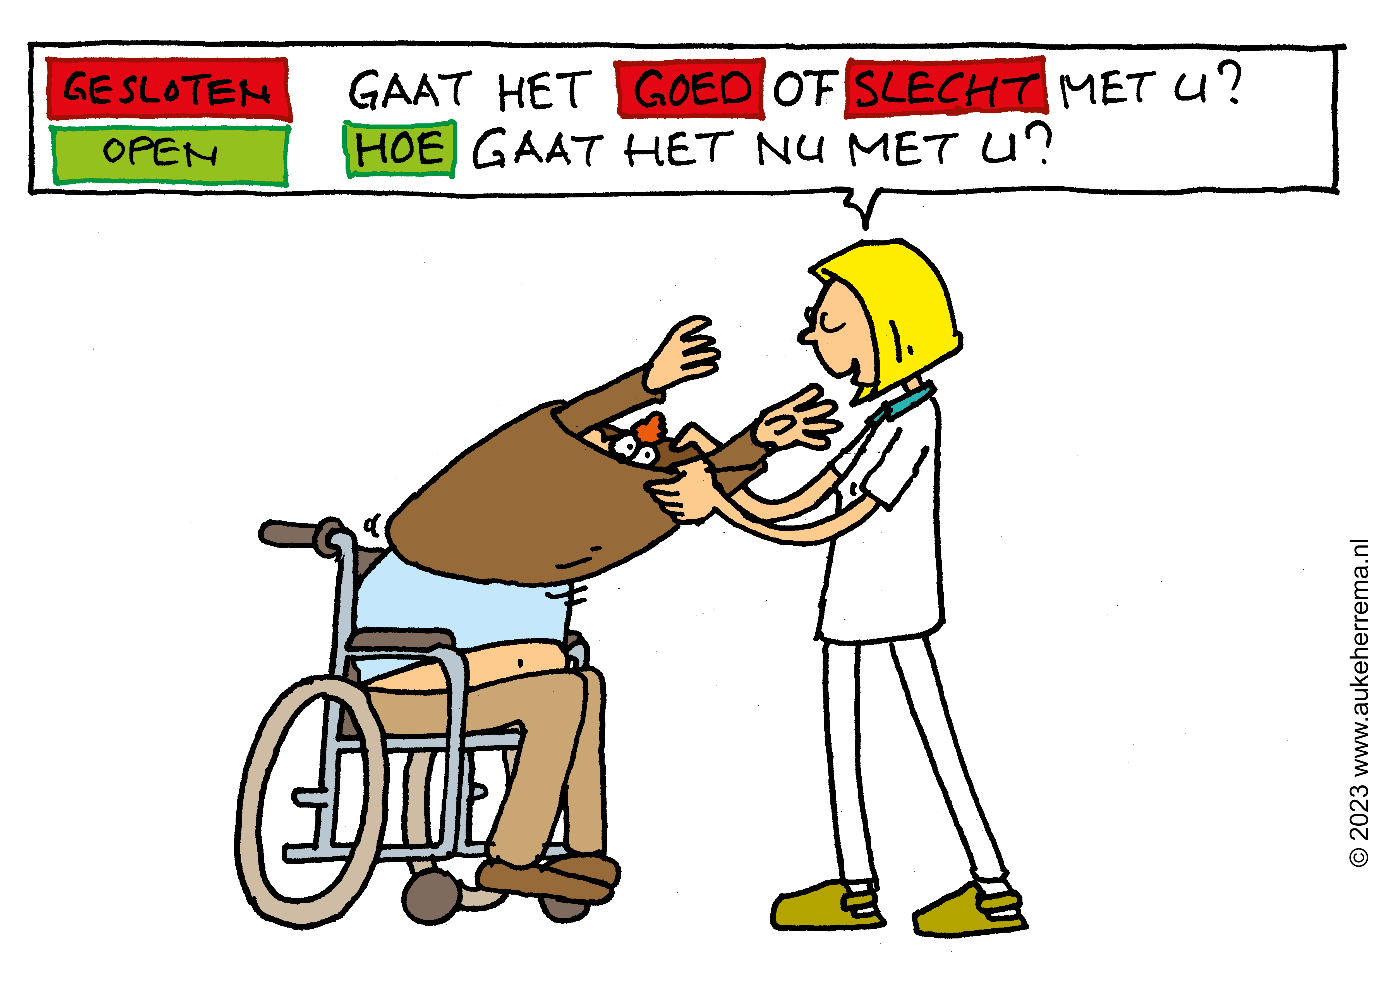 GESLOTEN GAAT HET GOED OF SLECHT MET U?
OPEN HOE GAAT HET NU MET U?
© 2023 www.aukeherrema.nl